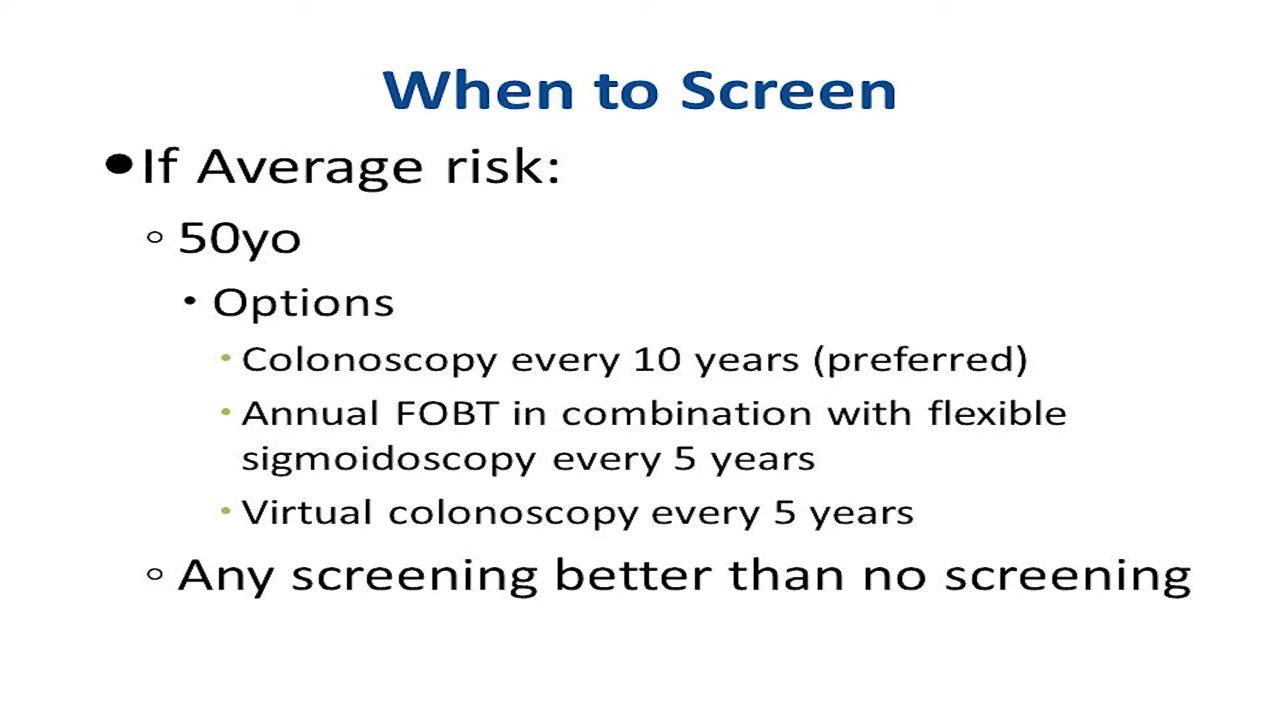 When to Screen
•If Average risk:
◦ 50yo
• Options
• Colonoscopy every 10 years (preferred)
• Annual FOBT in combination with flexible
sigmoidoscopy every 5 years
• Virtual colonoscopy every 5 years
◦ Any screening better than no screening